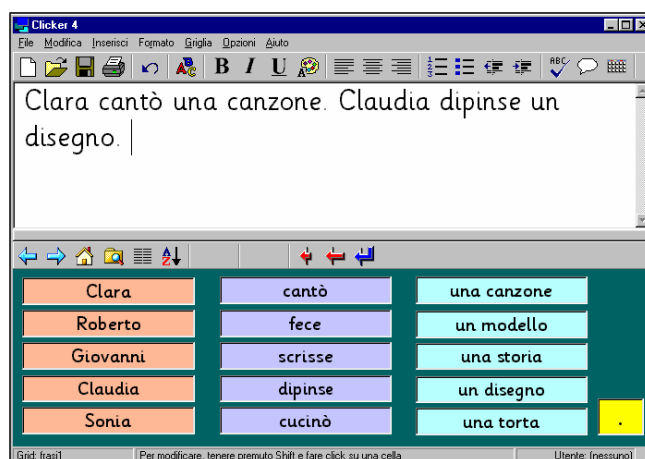 Clicker 4
File Modifica Inserisci Formato Griglia Opzioni Aiuto
B I U ABC
Clara cantò una canzone. Claudia dipinse un
disegno.
Clara cantò una canzone
Roberto fece un modello
Giovanni scrisse una storia
Claudia dipinse un disegno
Sonia cucinò una torta .
Grid: frasi1 Per modificare, tenere premuto Shift e fare click su una cella Utente: (nessuno)